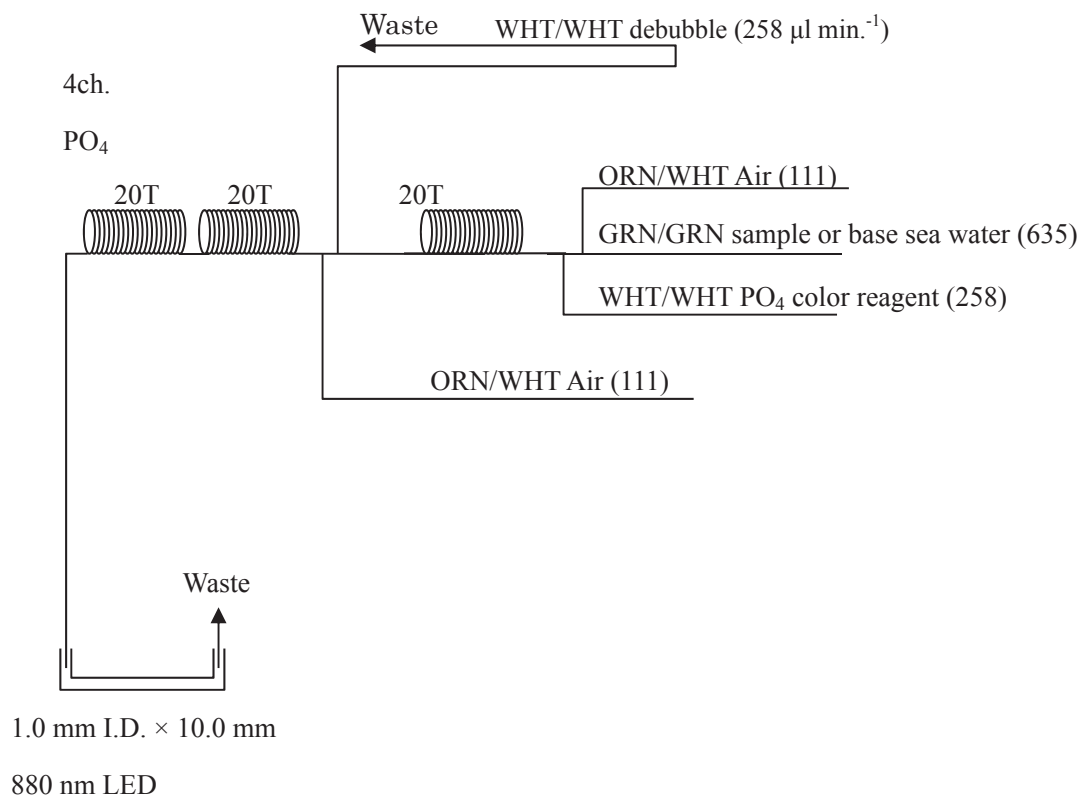 Waste
WHT/WHT debubble (258 μl min.⁻¹)
4ch.
PO₄
ORN/WHT Air (111)
20T
20T
20T
GRN/GRN sample or base sea water (635)
WHT/WHT PO₄ color reagent (258)
ORN/WHT Air (111)
Waste
1.0 mm I.D. × 10.0 mm
880 nm LED